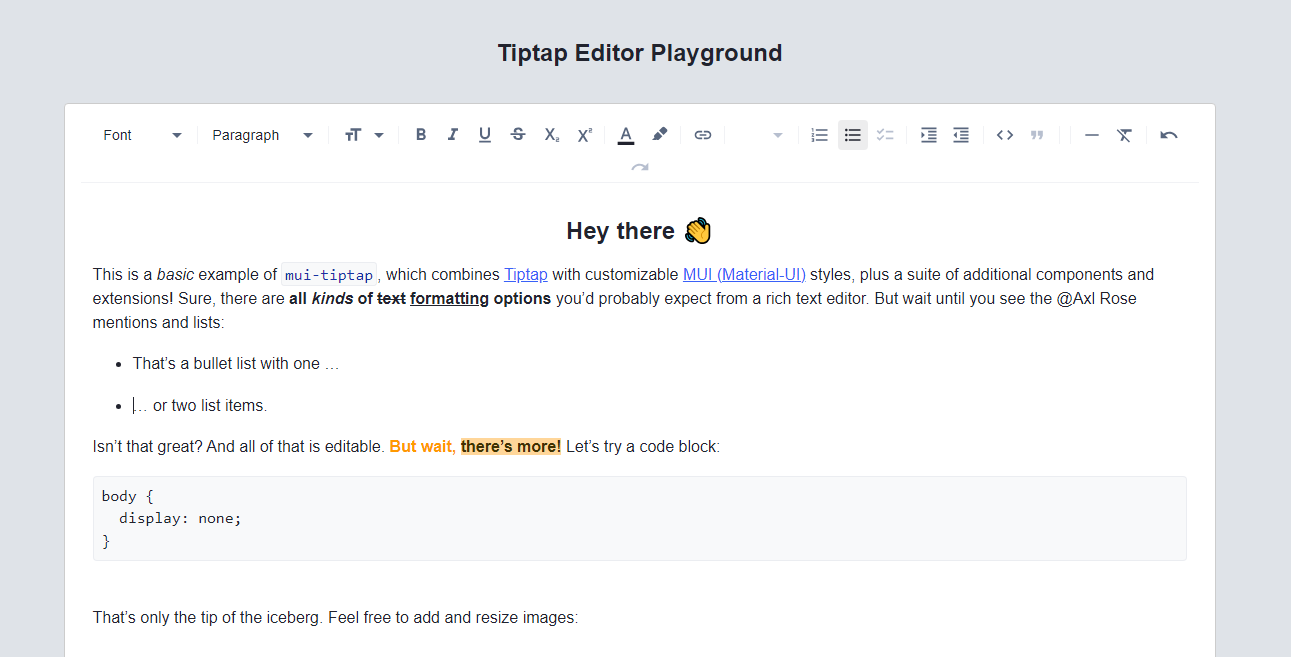 Tiptap Editor Playground
Font Paragraph
Hey there 👋
This is a basic example of mui-tiptap, which combines Tiptap with customizable MUI (Material-UI) styles, plus a suite of additional components and
extensions! Sure, there are all kinds of text formatting options you’d probably expect from a rich text editor. But wait until you see the @Axl Rose
mentions and lists:
• That’s a bullet list with one …
• … or two list items.
Isn’t that great? And all of that is editable. But wait, there’s more! Let’s try a code block:
body {
  display: none;
}
That’s only the tip of the iceberg. Feel free to add and resize images: